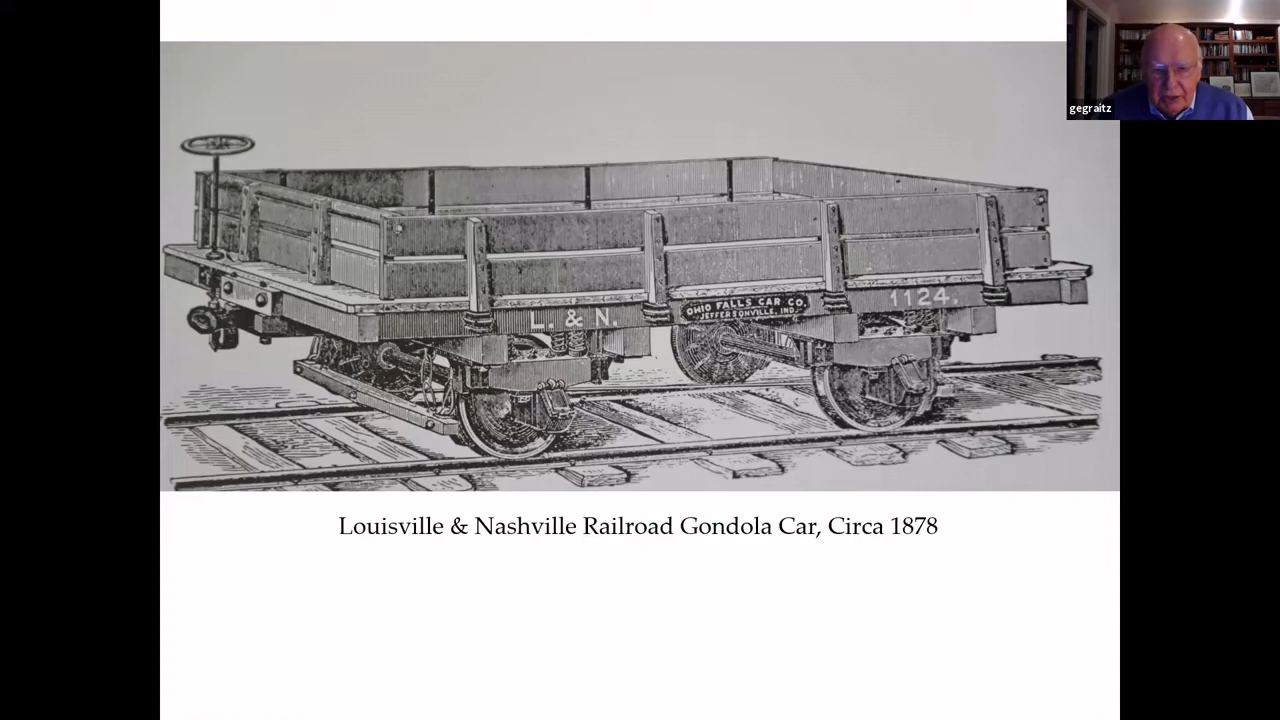 gegraitz
OHIO FALLS CAR CO.
JEFFERSONVILLE, IND.
1124.
L. & N.
Louisville & Nashville Railroad Gondola Car, Circa 1878